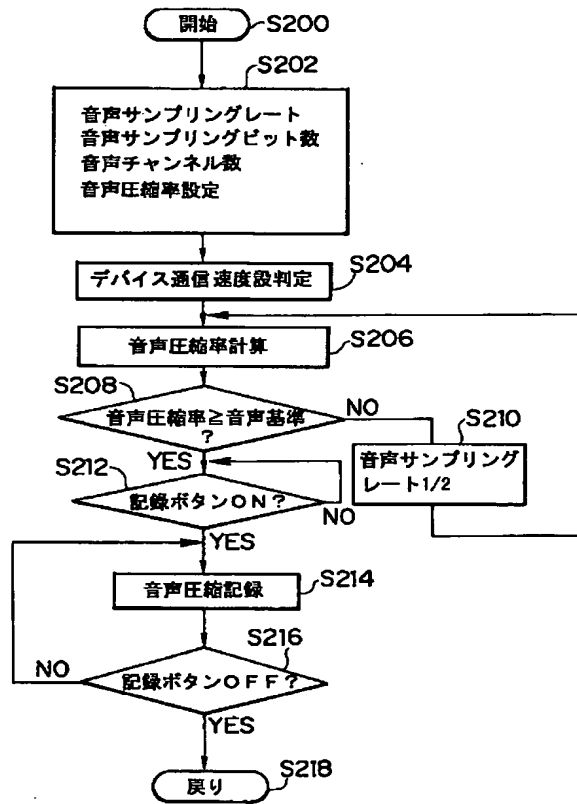 開始
S200
S202
音声サンプリングレート
音声サンプリングビット数
音声チャンネル数
音声圧縮率設定
デバイス通信速度設判定
S204
音声圧縮率計算
S206
S208
音声圧縮率≧音声基準
?
NO
S210
音声サンプリング
レート1/2
YES
S212
記録ボタンON?
NO
YES
音声圧縮記録
S214
S216
記録ボタンOFF?
NO
YES
戻り
S218